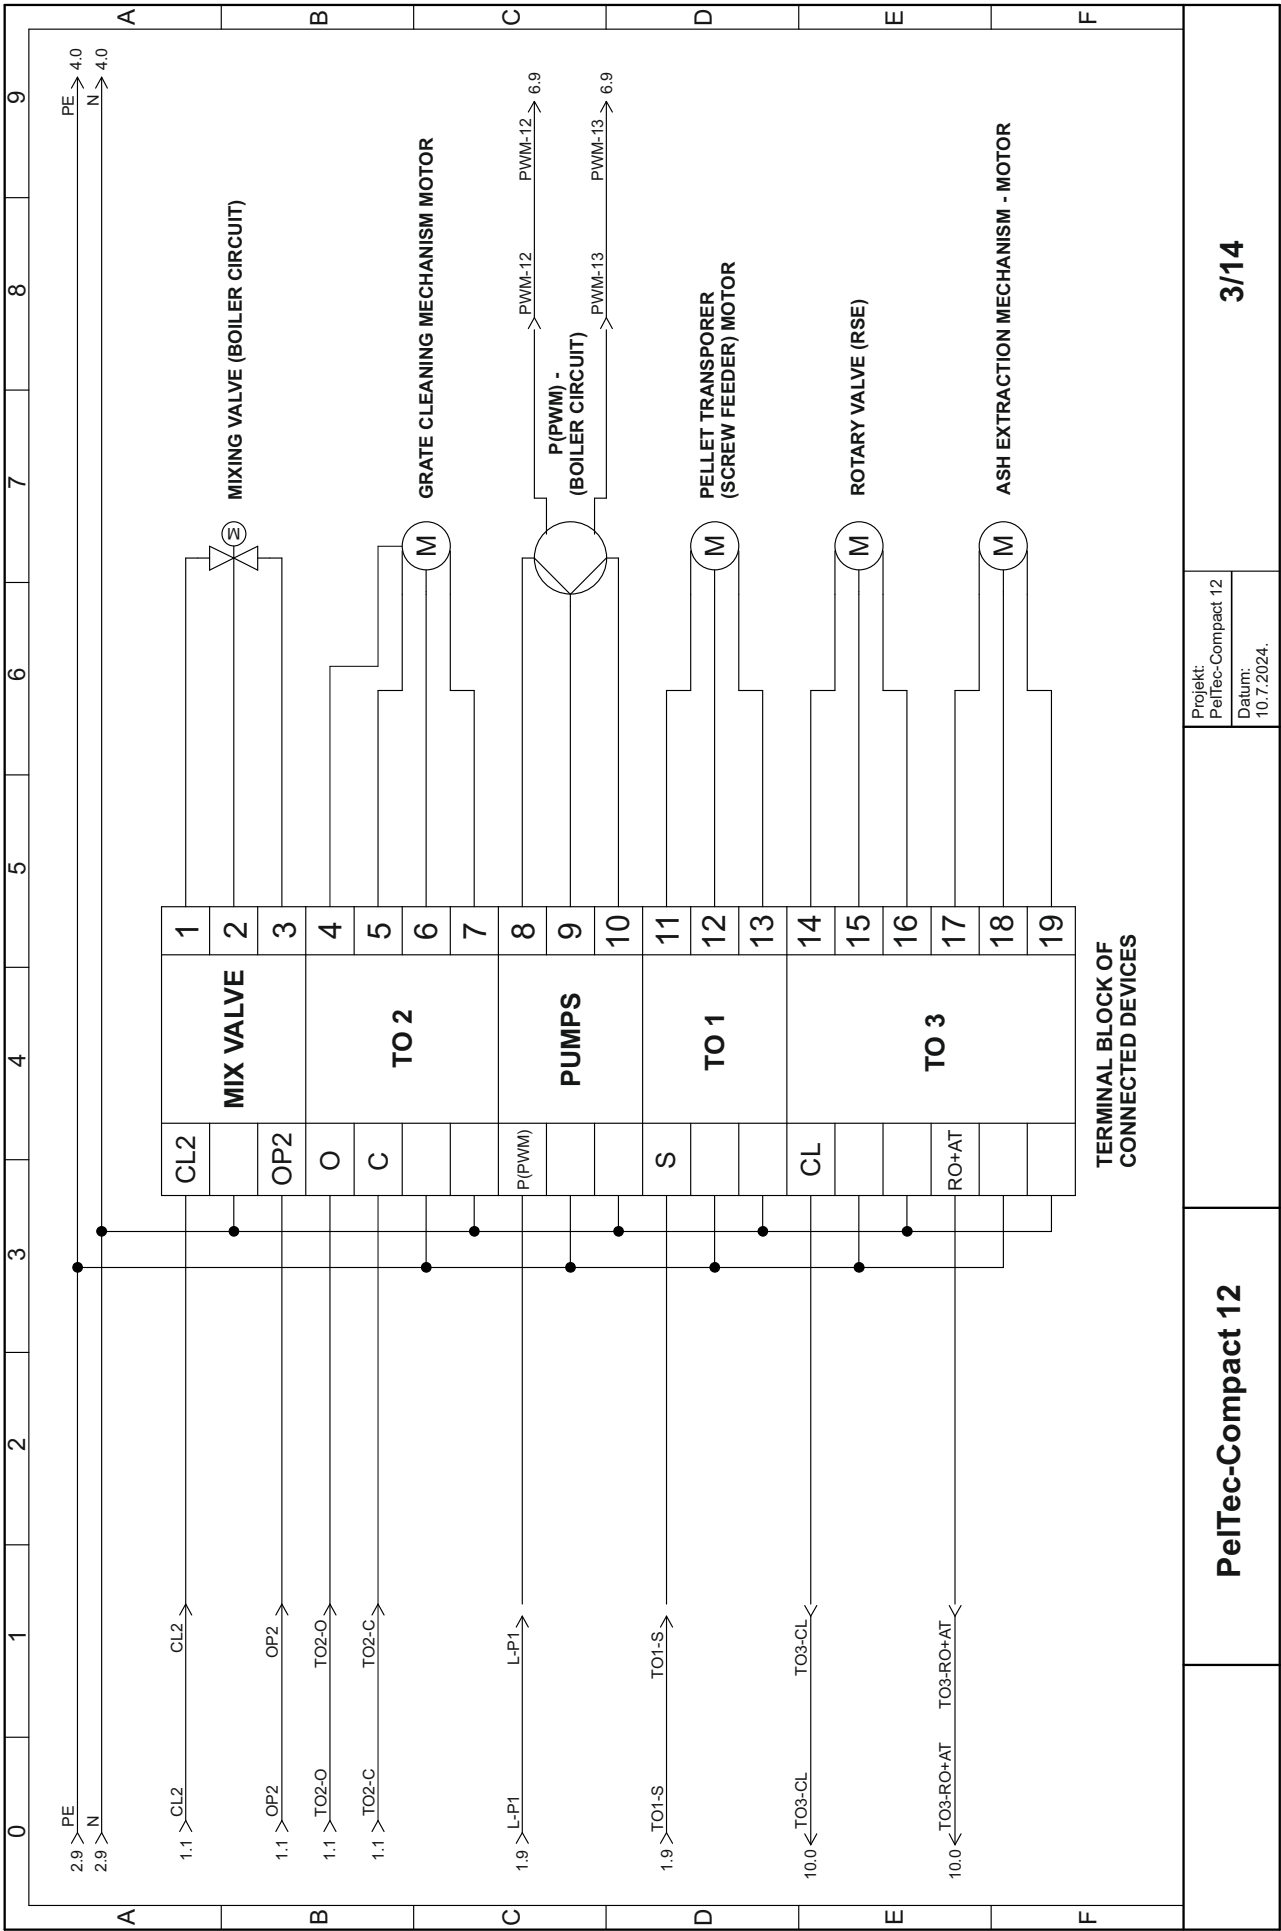 0 1 2 3 4 5 6 7 8 9
A
B
C
D
E
F
A
B
C
D
E
F
2.9 PE PE 4.0
2.9 N N 4.0
1.1 CL2 CL2
1.1 OP2 OP2
1.1 TO2-O TO2-O
1.1 TO2-C TO2-C
1.9 L-P1 L-P1
1.9 TO1-S TO1-S
10.0 TO3-CL TO3-CL
10.0 TO3-RO+AT TO3-RO+AT
CL2
OP2
O
C
P(PWM)
S
CL
RO+AT
MIX VALVE
TO 2
PUMPS
TO 1
TO 3
1
2
3
4
5
6
7
8
9
10
11
12
13
14
15
16
17
18
19
TERMINAL BLOCK OF
CONNECTED DEVICES
M
MIXING VALVE (BOILER CIRCUIT)
M
GRATE CLEANING MECHANISM MOTOR
PWM-12 PWM-12 6.9
P(PWM) -
(BOILER CIRCUIT)
PWM-13 PWM-13 6.9
M
PELLET TRANSPORER
(SCREW FEEDER) MOTOR
M
ROTARY VALVE (RSE)
M
ASH EXTRACTION MECHANISM - MOTOR
PelTec-Compact 12
Projekt:
PelTec-Compact 12
Datum:
10.7.2024.
3/14